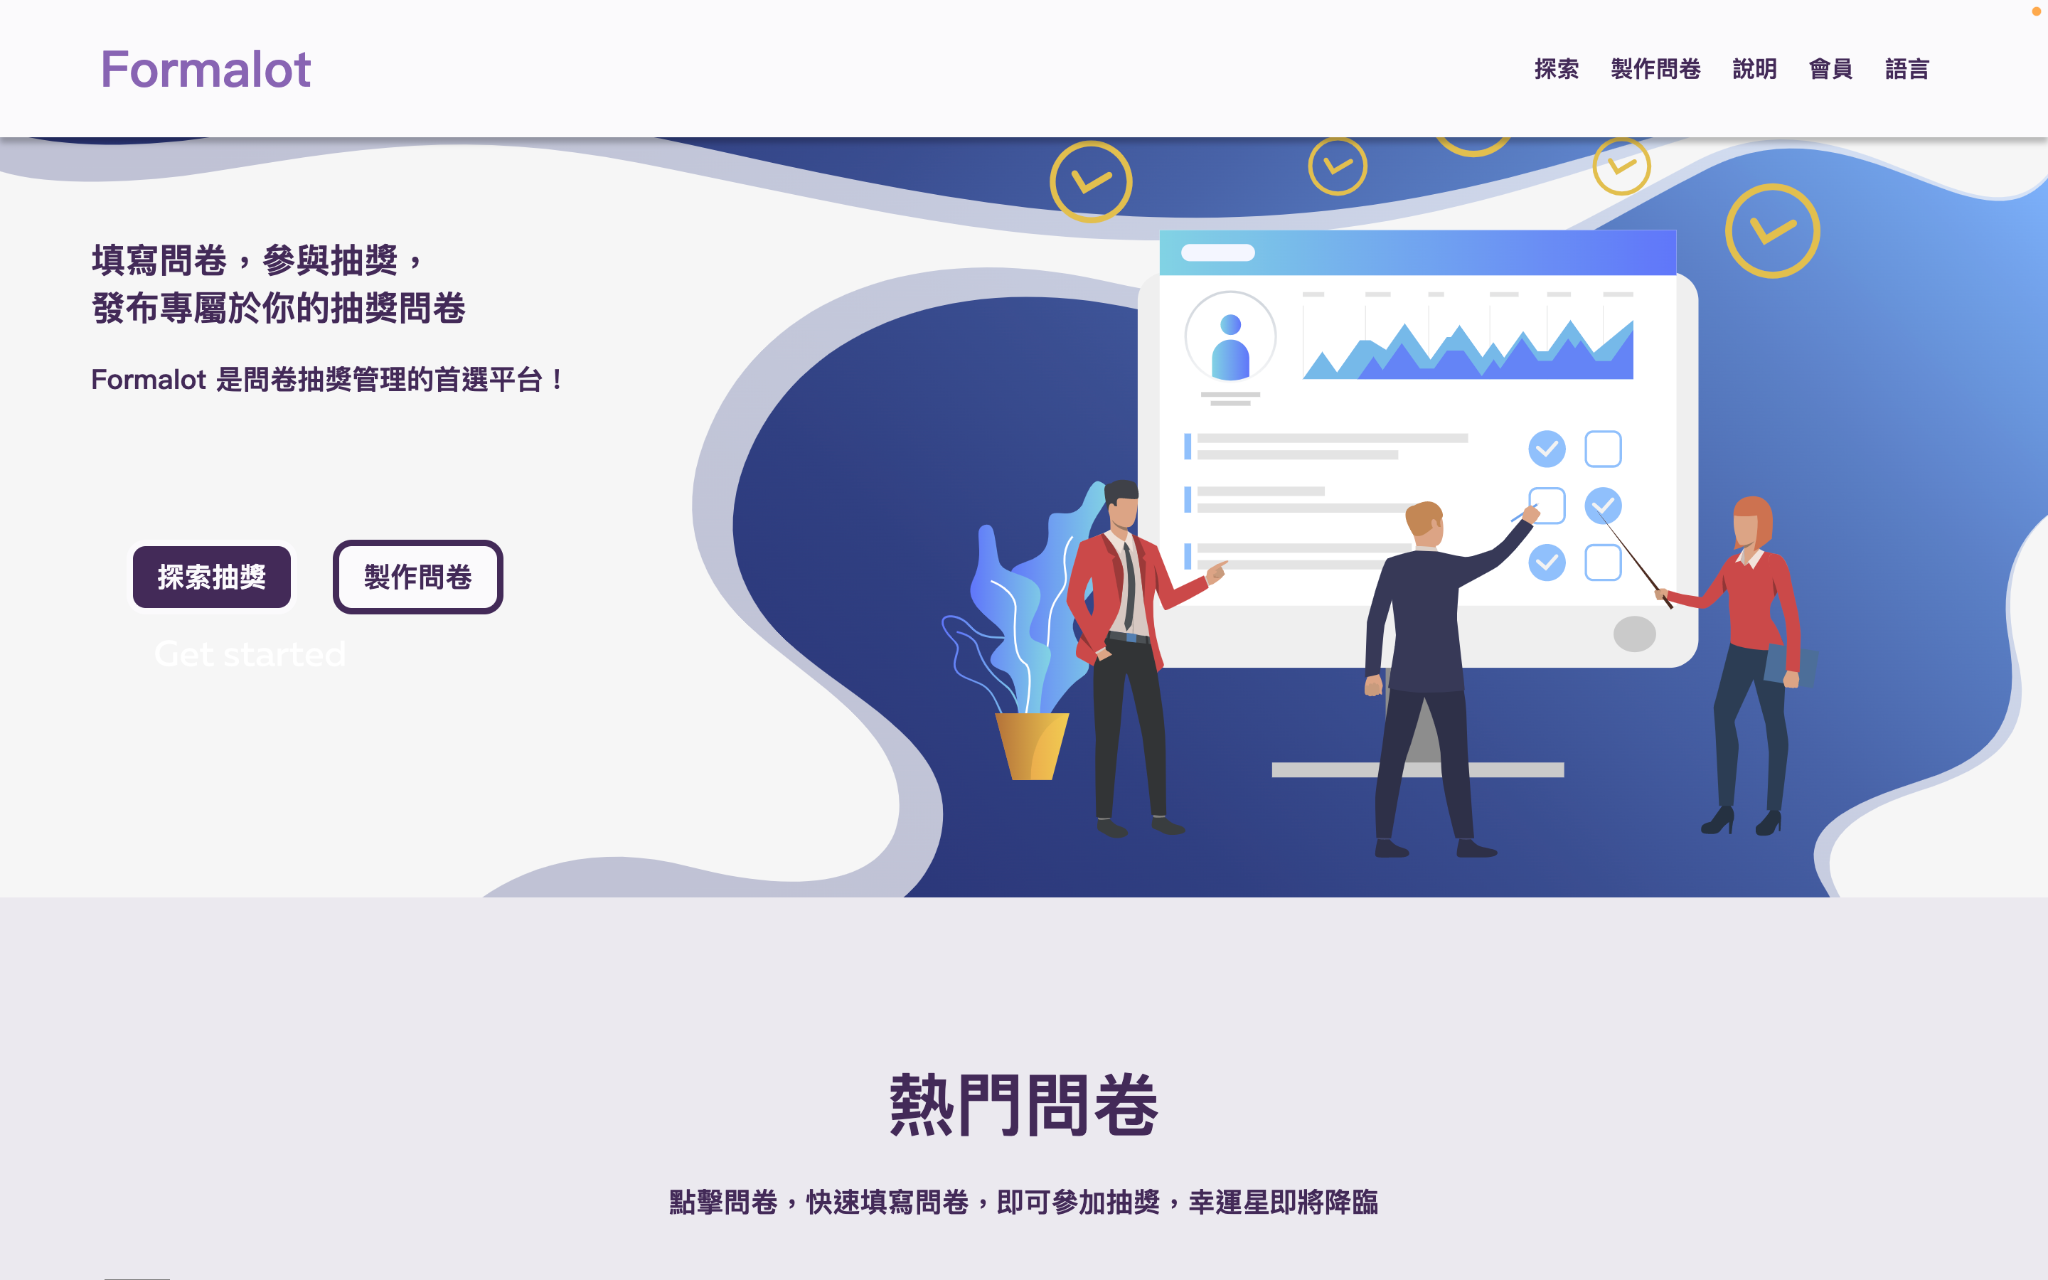 Formalot
探索 製作問卷 說明 會員 語言
填寫問卷，參與抽獎，
發布專屬於你的抽獎問卷
Formalot 是問卷抽獎管理的首選平台！
探索抽獎 製作問卷
Get started
熱門問卷
點擊問卷，快速填寫問卷，即可參加抽獎，幸運星即將降臨